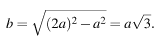 b = √((2a)² − a²) = a√3.